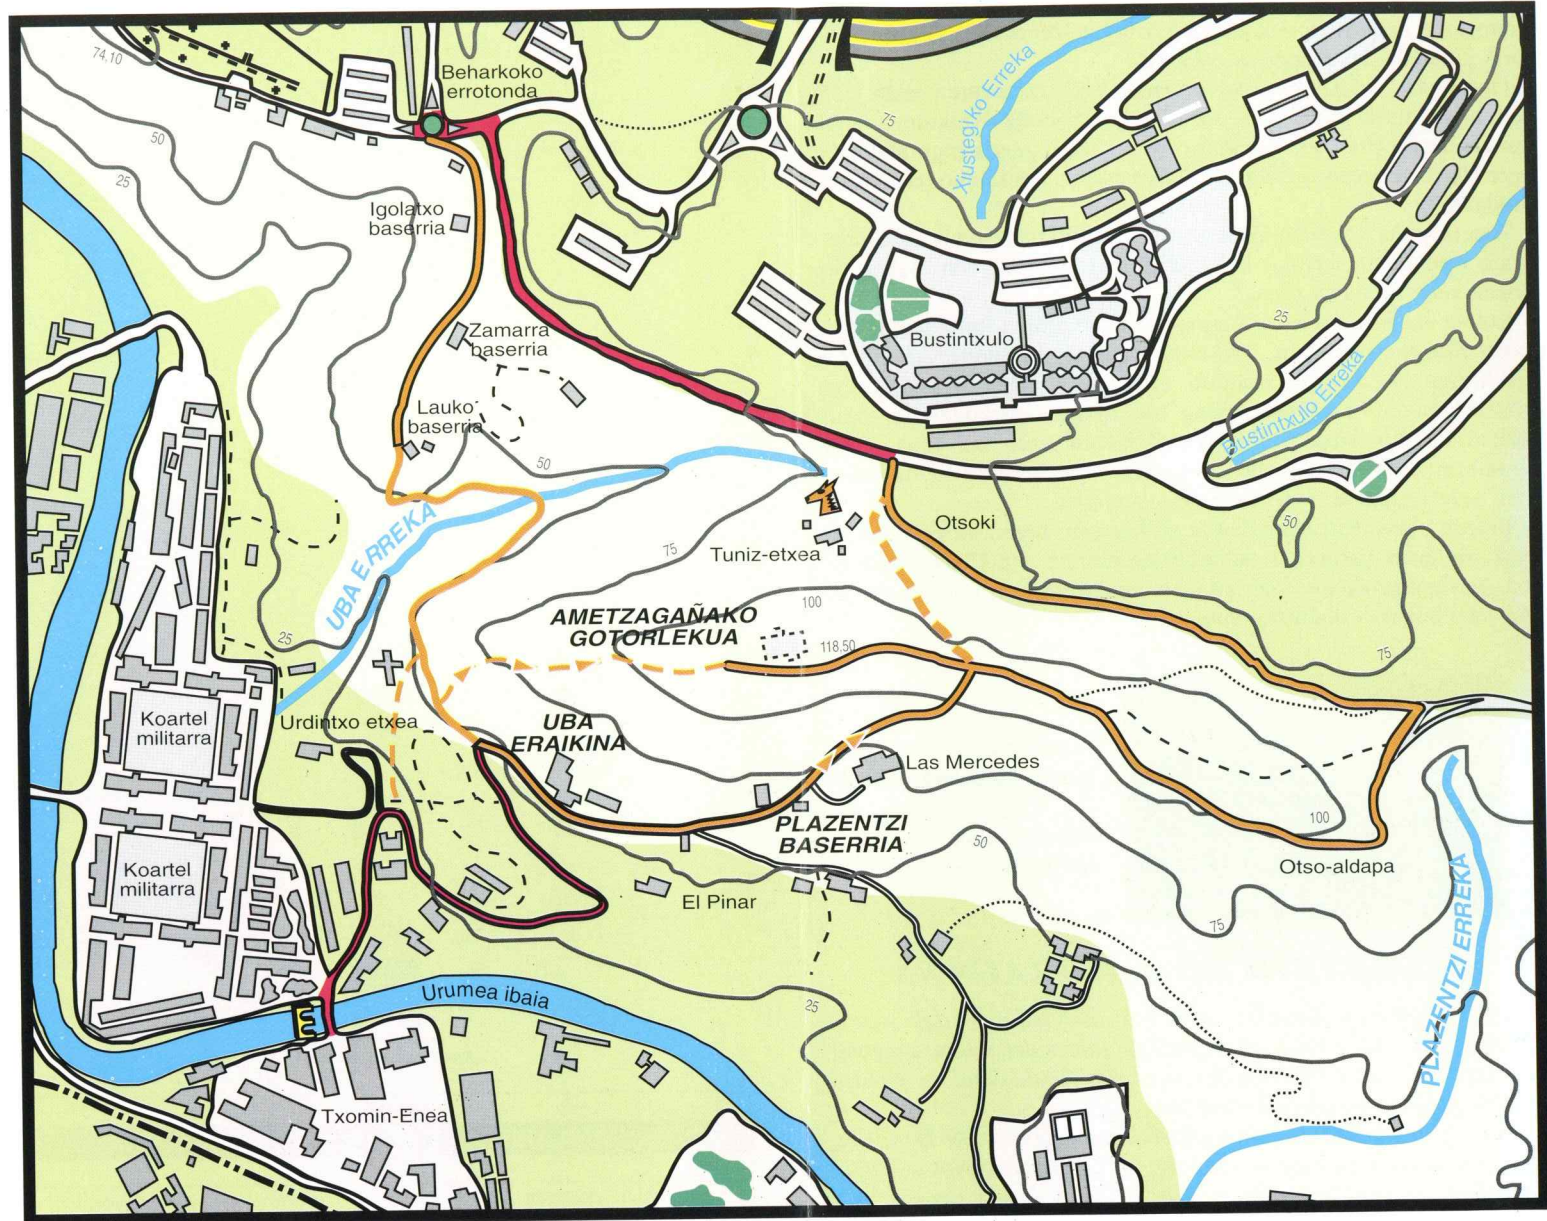 74,10
Beharkoko
errotonda
Xiustegiko Erreka
75
50
25
Igolatxo
baserria
Zamarra
baserria
Bustintxulo
25
Bustintxulo Erreka
Lauko
baserria
50
UBA ERREKA
Otsoki
50
Tuniz-etxea
75
100
AMETZAGAÑAKO
GOTORLEKUA
118,50
25
75
Koartel
militarra
Urdintxo etxea
UBA
ERAIKINA
Las Mercedes
100
PLAZENTZI
BASERRIA
50
Otso-aldapa
Koartel
militarra
El Pinar
75
PLAZENTZI ERREKA
Urumea ibaia
25
Txomin-Enea